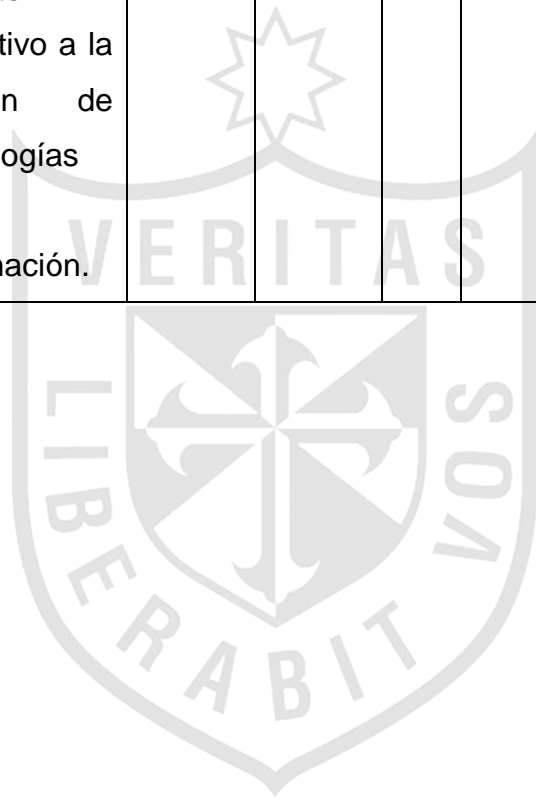 tivo a la
n de
ogías
nación.
VERITAS
LIBERABIT VOS